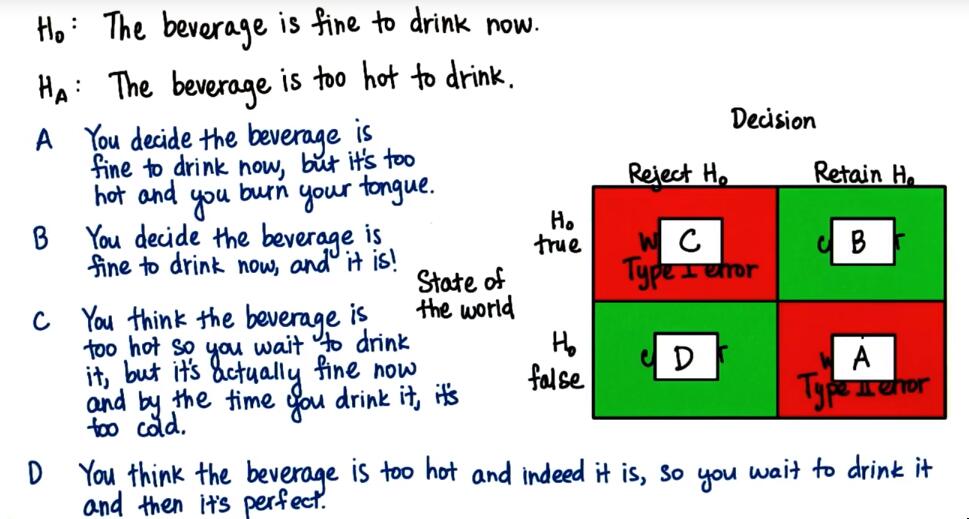 H₀: The beverage is fine to drink now.
H_A: The beverage is too hot to drink.
A You decide the beverage is
fine to drink now, but it's too
hot and you burn your tongue.
B You decide the beverage is
fine to drink now, and it is!
C You think the beverage is
too hot so you wait to drink
it, but it's actually fine now
and by the time you drink it, it's
too cold.
D You think the beverage is too hot and indeed it is, so you wait to drink it
and then it's perfect.
Decision
Reject H₀ Retain H₀
State of
the world
H₀
true
C
Type I error
B
H₀
false
D
A
Type II error